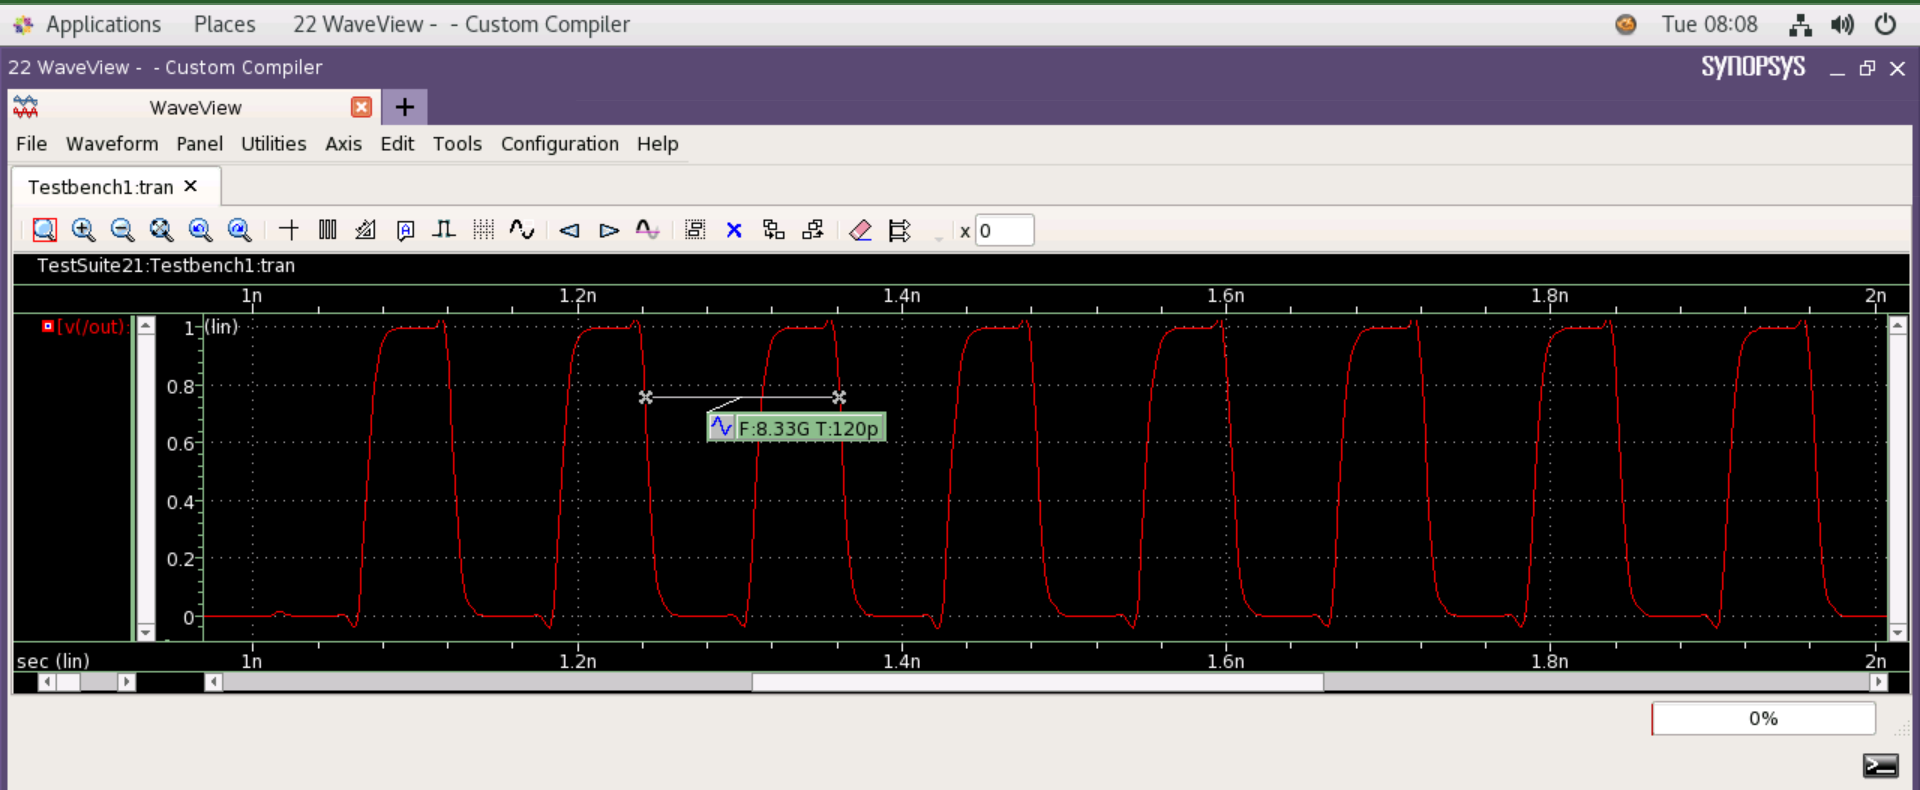 Applications Places 22 WaveView - - Custom Compiler Tue 08:08
22 WaveView - - Custom Compiler SYNOPSYS
WaveView
File Waveform Panel Utilities Axis Edit Tools Configuration Help
Testbench1:tran
x 0
TestSuite21:Testbench1:tran
1n 1.2n 1.4n 1.6n 1.8n 2n
[v(/out): 1 (lin)
0.8
F:8.33G T:120p
0.6
0.4
0.2
0
sec (lin) 1n 1.2n 1.4n 1.6n 1.8n 2n
0%